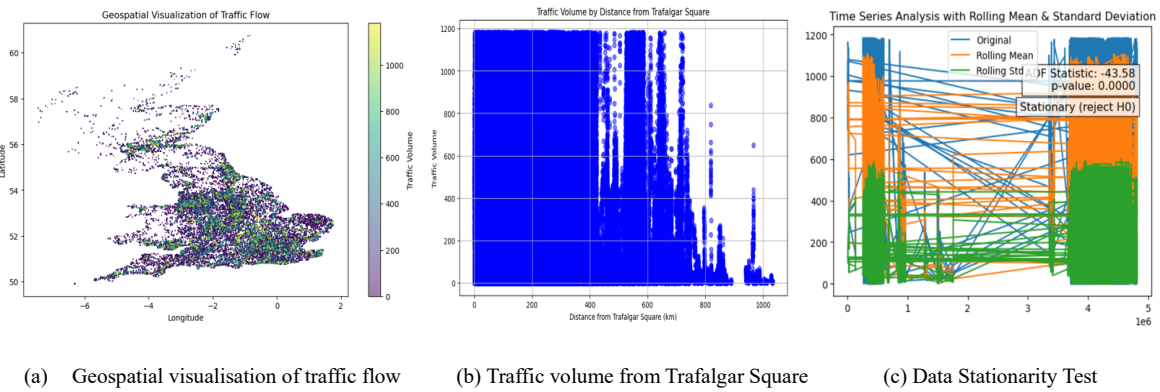 Geospatial Visualization of Traffic Flow
60
58
56
54
52
50
Latitude
−6
−4
−2
0
2
Longitude
1000
800
600
400
200
0
Traffic Volume
Traffic Volume by Distance from Trafalgar Square
1200
1000
800
600
400
200
0
Traffic Volume
0
200
400
600
800
1000
Distance from Trafalgar Square (km)
Time Series Analysis with Rolling Mean & Standard Deviation
Original
Rolling Mean
Rolling Std
ADF Statistic: -43.58
p-value: 0.0000
Stationary (reject H0)
1200
1000
800
600
400
200
0
0
1
2
3
4
5
1e6
(a) Geospatial visualisation of traffic flow
(b) Traffic volume from Trafalgar Square
(c) Data Stationarity Test